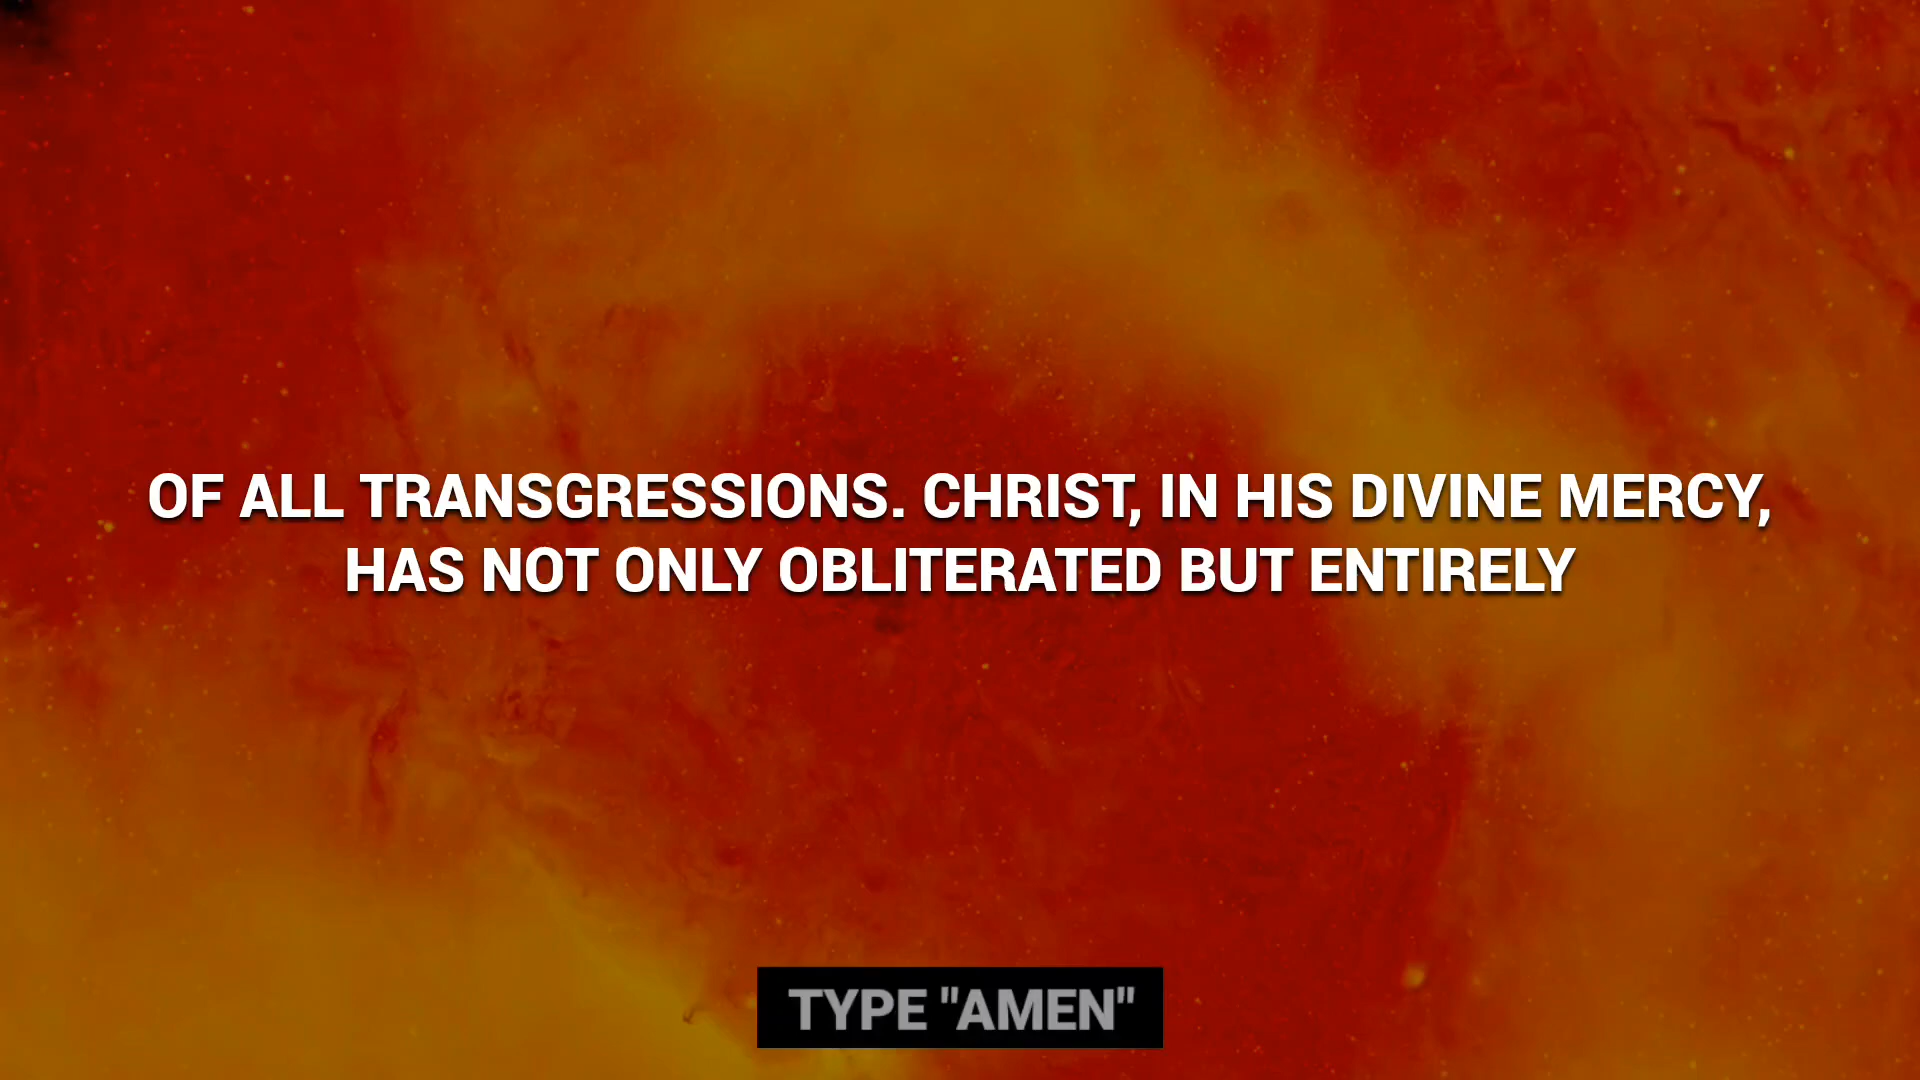 OF ALL TRANSGRESSIONS. CHRIST, IN HIS DIVINE MERCY,
HAS NOT ONLY OBLITERATED BUT ENTIRELY
TYPE "AMEN"